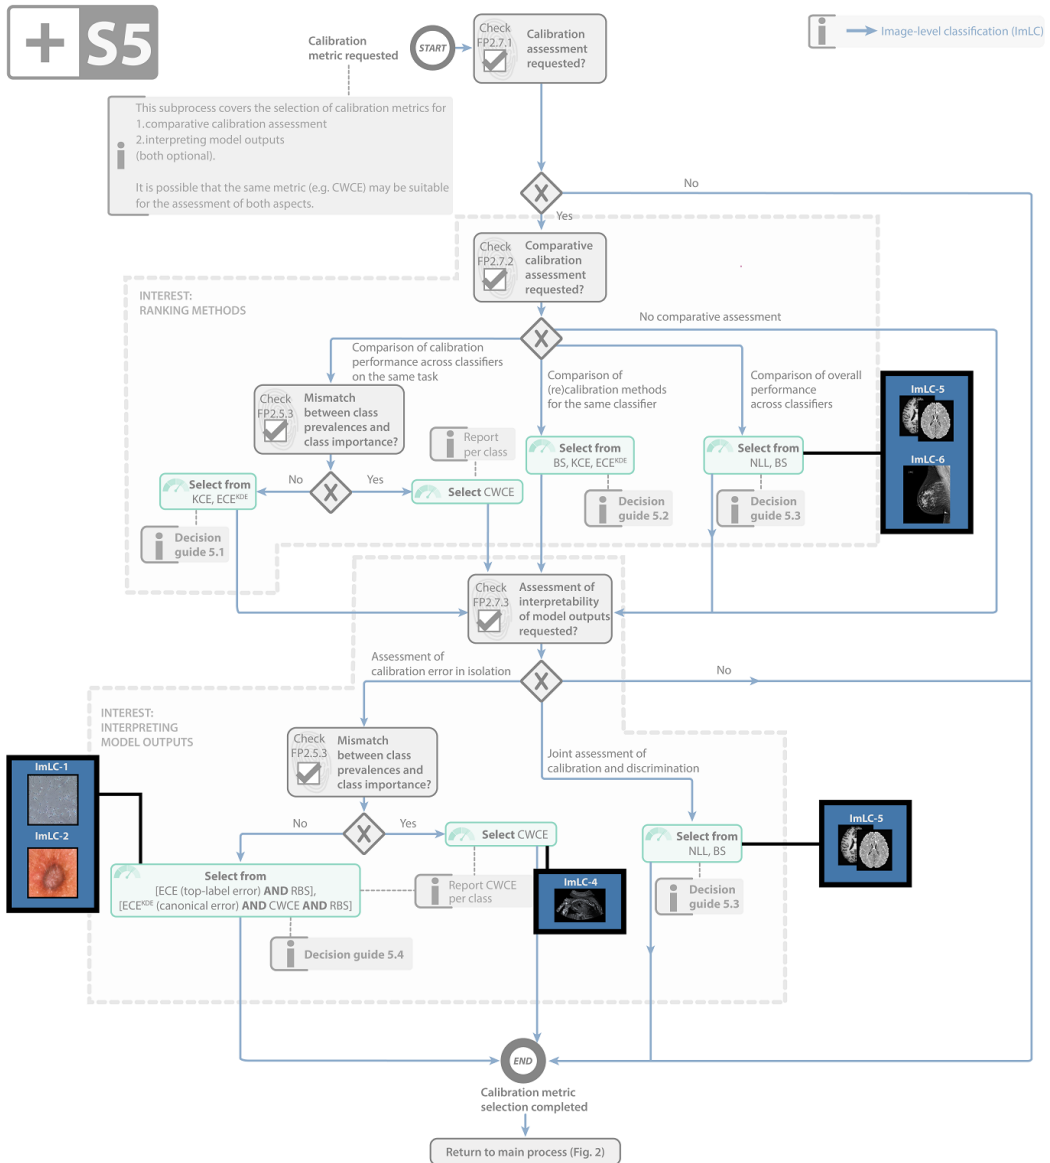 + S5
Calibration
metric requested
START
Check
FP2.7.1
Calibration
assessment
requested?
Image-level classification (ImLC)
This subprocess covers the selection of calibration metrics for
1.comparative calibration assessment
2.interpreting model outputs
(both optional).
It is possible that the same metric (e.g. CWCE) may be suitable
for the assessment of both aspects.
X
No
Yes
Check
FP2.7.2
Comparative
calibration
assessment
requested?
INTEREST:
RANKING METHODS
X
No comparative assessment
Comparison of calibration
performance across classifiers
on the same task
Comparison of
(re)calibration methods
for the same classifier
Comparison of overall
performance
across classifiers
Check
FP2.5.3
Mismatch
between class
prevalences and
class importance?
Report
per class
ImLC-5
ImLC-6
Select from
BS, KCE, ECEᴷᴰᴱ
Select from
NLL, BS
Select from
KCE, ECEᴷᴰᴱ
No
X
Yes
Select CWCE
Decision
guide 5.1
Decision
guide 5.2
Decision
guide 5.3
Check
FP2.7.3
Assessment of
interpretability
of model outputs
requested?
Assessment of
calibration error in isolation
X
No
INTEREST:
INTERPRETING
MODEL OUTPUTS
Check
FP2.5.3
Mismatch
between class
prevalences and
class importance?
Joint assessment of
calibration and discrimination
ImLC-1
ImLC-2
No
X
Yes
Select CWCE
Select from
NLL, BS
ImLC-5
Select from
[ECE (top-label error) AND RBS],
[ECEᴷᴰᴱ (canonical error) AND CWCE AND RBS]
Report CWCE
per class
ImLC-4
Decision
guide 5.3
Decision guide 5.4
END
Calibration metric
selection completed
Return to main process (Fig. 2)